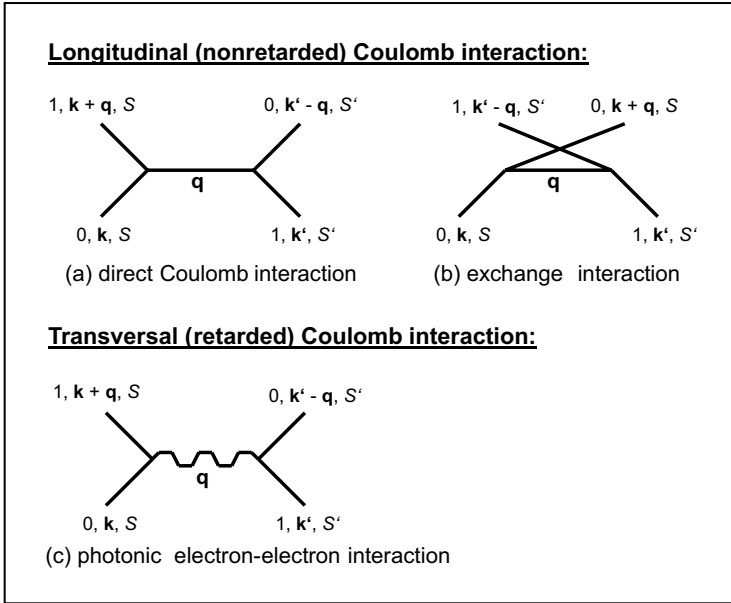 Longitudinal (nonretarded) Coulomb interaction:
1, k + q, S 0, k‘ - q, S‘ 1, k‘ - q, S‘ 0, k + q, S
q q
0, k, S 1, k‘, S‘ 0, k, S 1, k‘, S‘
(a) direct Coulomb interaction (b) exchange interaction
Transversal (retarded) Coulomb interaction:
1, k + q, S 0, k‘ - q, S‘
q
0, k, S 1, k‘, S‘
(c) photonic electron-electron interaction